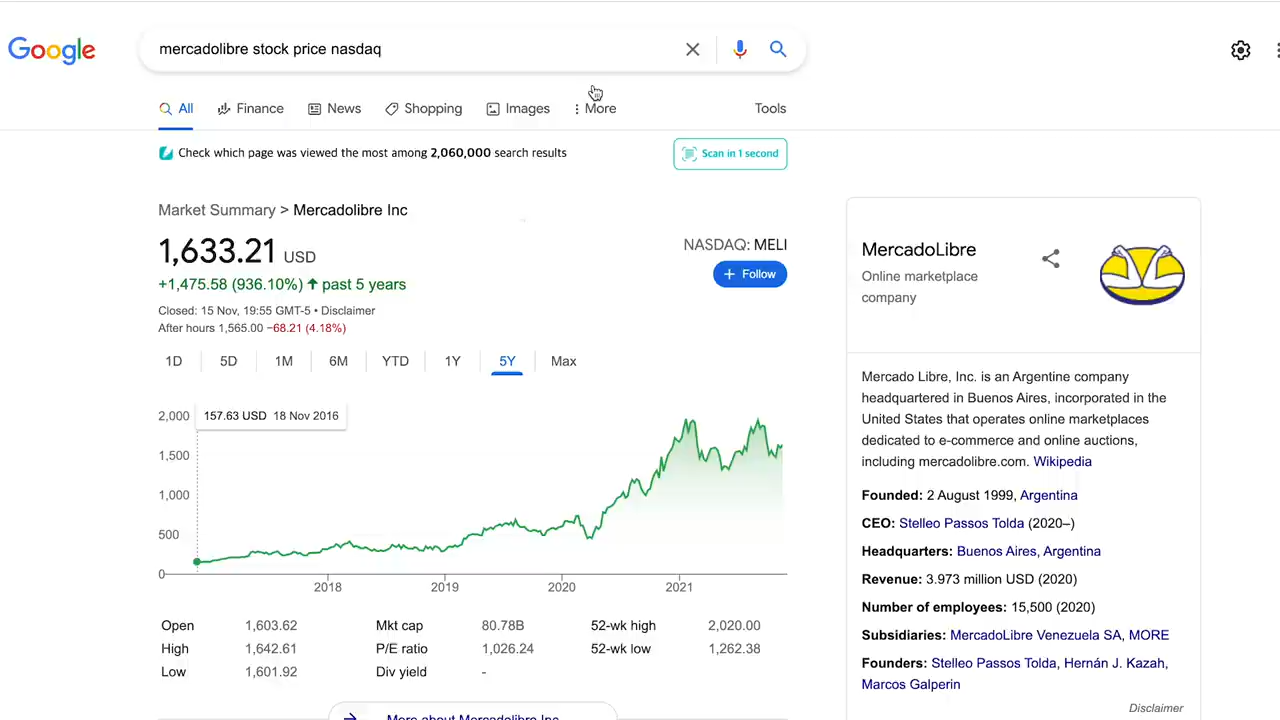 Google
mercadolibre stock price nasdaq
All
Finance
News
Shopping
Images
More
Tools
Check which page was viewed the most among 2,060,000 search results
Scan in 1 second
Market Summary > Mercadolibre Inc
1,633.21 USD
NASDAQ: MELI
+1,475.58 (936.10%) ↑ past 5 years
+ Follow
Closed: 15 Nov, 19:55 GMT-5 • Disclaimer
After hours 1,565.00 −68.21 (4.18%)
1D 5D 1M 6M YTD 1Y 5Y Max
157.63 USD 18 Nov 2016
2,000
1,500
1,000
500
0
2018 2019 2020 2021
Open 1,603.62 Mkt cap 80.78B 52-wk high 2,020.00
High 1,642.61 P/E ratio 1,026.24 52-wk low 1,262.38
Low 1,601.92 Div yield -
More about Mercadolibre Inc
MercadoLibre
Online marketplace
company
Mercado Libre, Inc. is an Argentine company
headquartered in Buenos Aires, incorporated in the
United States that operates online marketplaces
dedicated to e-commerce and online auctions,
including mercadolibre.com. Wikipedia
Founded: 2 August 1999, Argentina
CEO: Stelleo Passos Tolda (2020–)
Headquarters: Buenos Aires, Argentina
Revenue: 3.973 million USD (2020)
Number of employees: 15,500 (2020)
Subsidiaries: MercadoLibre Venezuela SA, MORE
Founders: Stelleo Passos Tolda, Hernán J. Kazah,
Marcos Galperin
Disclaimer